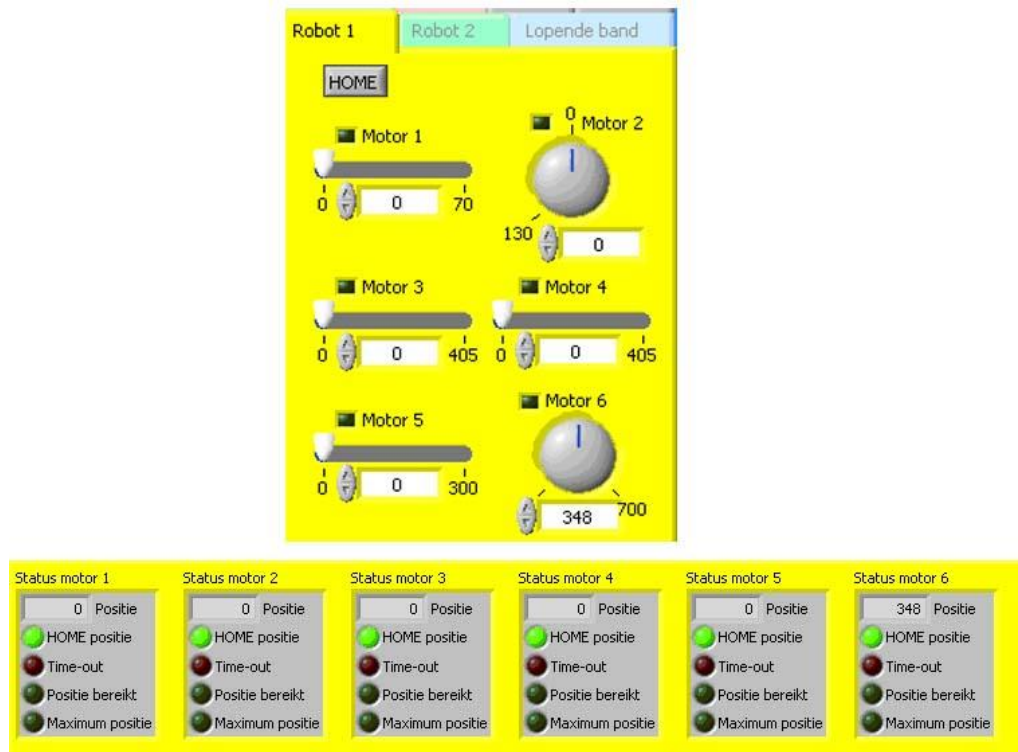 Robot 1 Robot 2 Lopende band
HOME
Motor 1
0 0 70
0 Motor 2
130 0
Motor 3
0 0 405
Motor 4
0 0 405
Motor 5
0 0 300
Motor 6
348 700
Status motor 1
0 Positie
HOME positie
Time-out
Positie bereikt
Maximum positie
Status motor 2
0 Positie
HOME positie
Time-out
Positie bereikt
Maximum positie
Status motor 3
0 Positie
HOME positie
Time-out
Positie bereikt
Maximum positie
Status motor 4
0 Positie
HOME positie
Time-out
Positie bereikt
Maximum positie
Status motor 5
0 Positie
HOME positie
Time-out
Positie bereikt
Maximum positie
Status motor 6
348 Positie
HOME positie
Time-out
Positie bereikt
Maximum positie